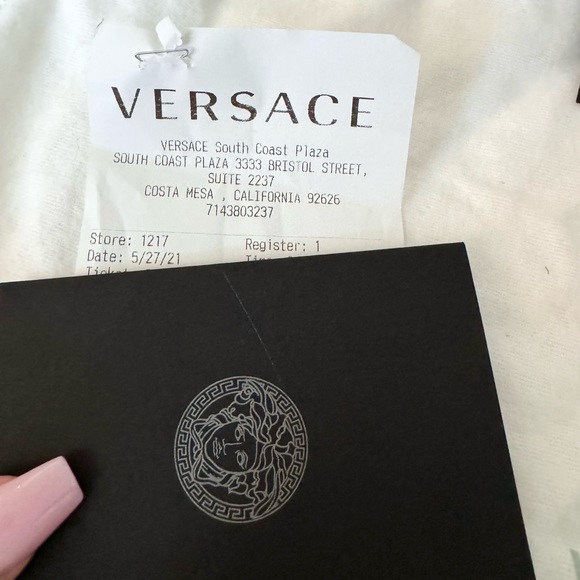 VERSACE
VERSACE South Coast Plaza
SOUTH COAST PLAZA 3333 BRISTOL STREET,
SUITE 2237
COSTA MESA , CALIFORNIA 92626
7143803237
Store: 1217 Register: 1
Date: 5/27/21